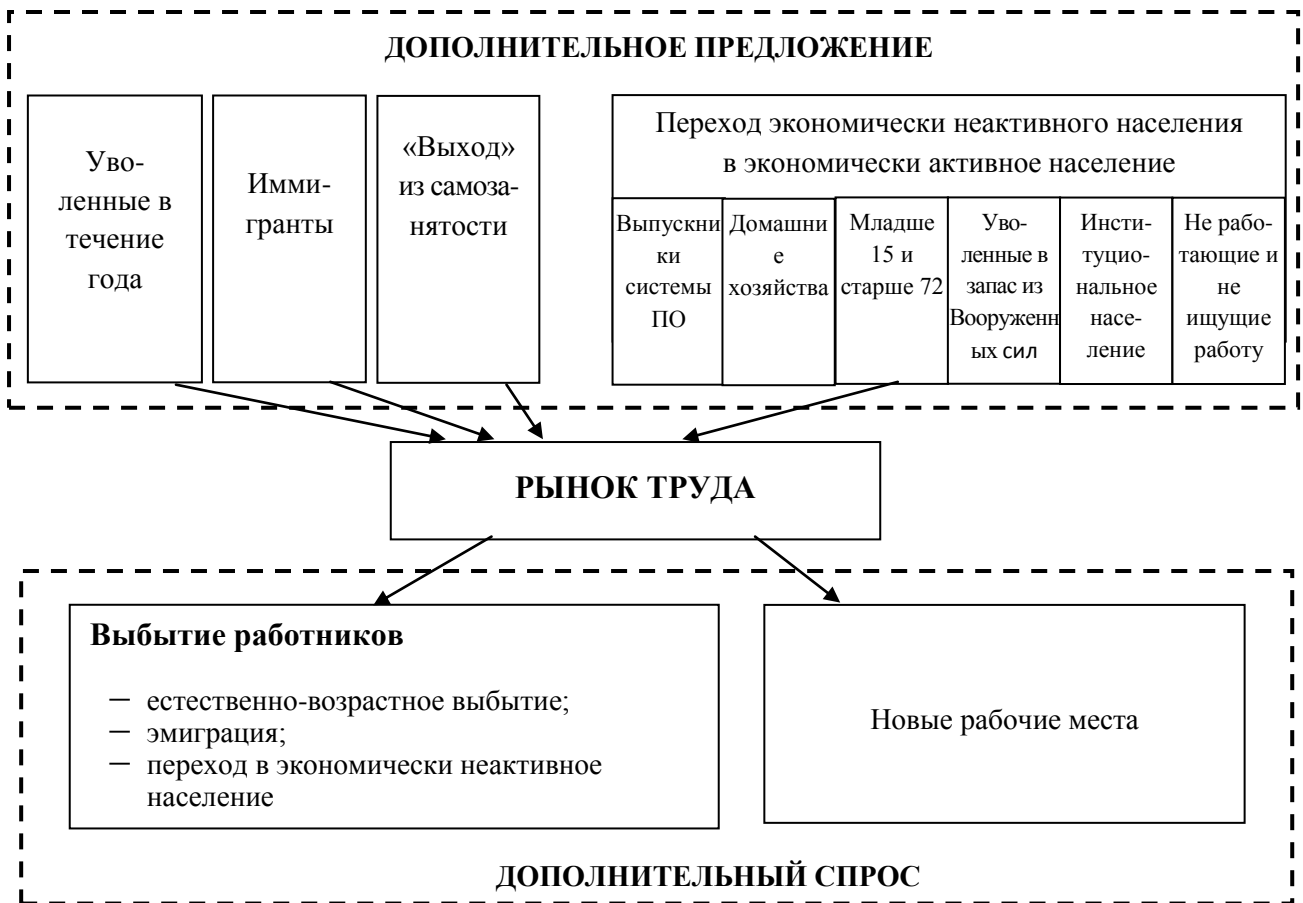 ДОПОЛНИТЕЛЬНОЕ ПРЕДЛОЖЕНИЕ
Уво-
ленные в
течение
года
Имми-
гранты
«Выход»
из самоза-
нятости
Переход экономически неактивного населения
в экономически активное население
Выпускни
ки
системы
ПО
Домашни
е
хозяйства
Младше
15 и
старше 72
Уво-
ленные в
запас из
Вооруженн
ых сил
Инсти-
туцио-
нальное
насе-
ление
Не рабо-
тающие и
не
ищущие
работу
РЫНОК ТРУДА
Выбытие работников
— естественно-возрастное выбытие;
— эмиграция;
— переход в экономически неактивное
население
Новые рабочие места
ДОПОЛНИТЕЛЬНЫЙ СПРОС